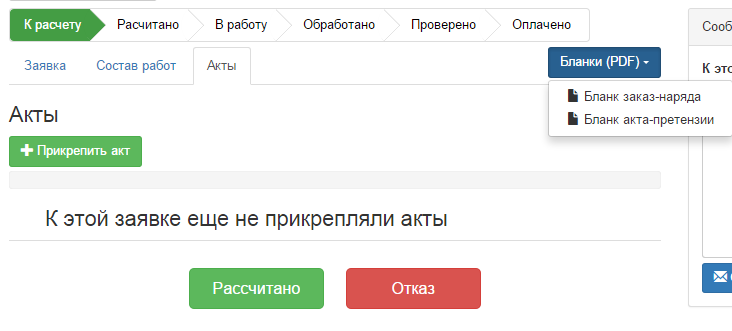 К расчету Расчитано В работу Обработано Проверено Оплачено
Заявка Состав работ Акты
Бланки (PDF)
Бланк заказ-наряда
Бланк акта-претензии
Акты
Прикрепить акт
К этой заявке еще не прикрепляли акты
Рассчитано Отказ
Сооб
К это